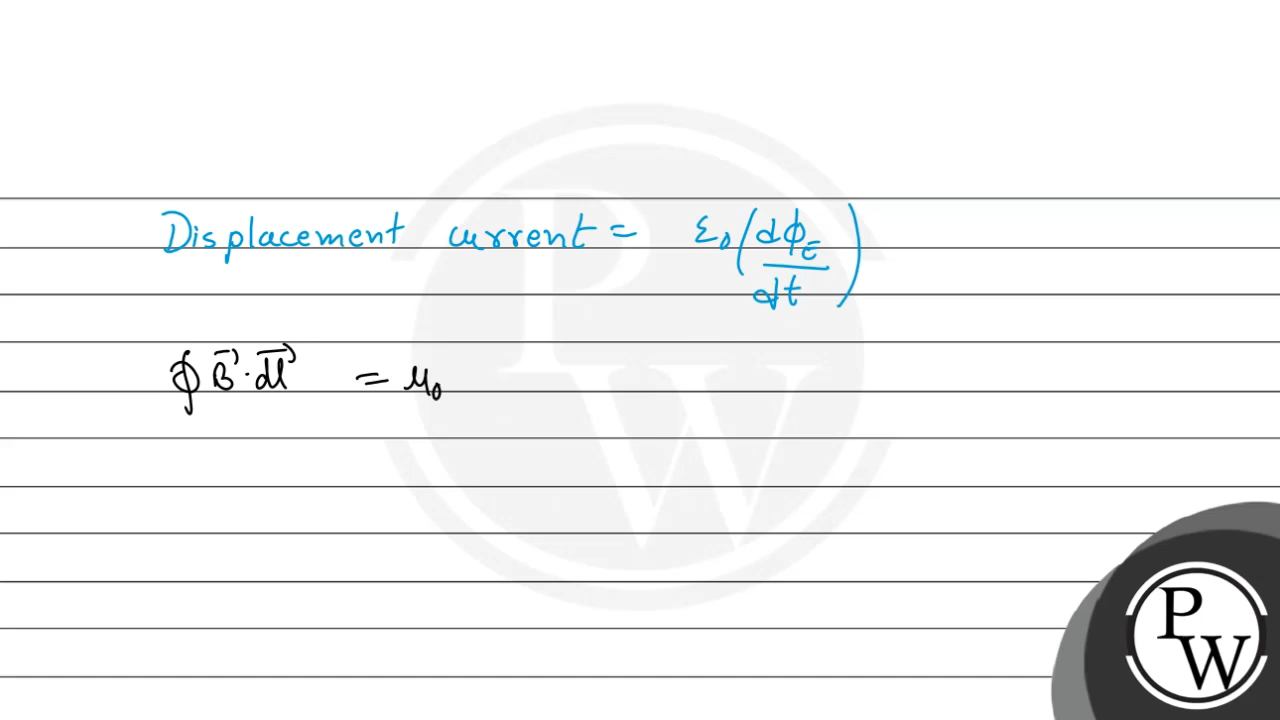 Displacement current = ε₀ (dϕ_E/dt)
∮ B⃗ · dl⃗ = μ₀
P
W
P
W